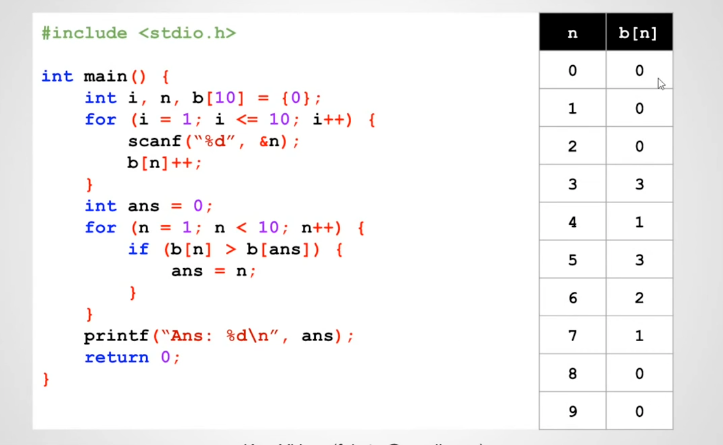 #include <stdio.h>
int main() {
    int i, n, b[10] = {0};
    for (i = 1; i <= 10; i++) {
        scanf(“%d”, &n);
        b[n]++;
    }
    int ans = 0;
    for (n = 1; n < 10; n++) {
        if (b[n] > b[ans]) {
            ans = n;
        }
    }
    printf(“Ans: %d\n”, ans);
    return 0;
}
n b[n]
0 0
1 0
2 0
3 3
4 1
5 3
6 2
7 1
8 0
9 0